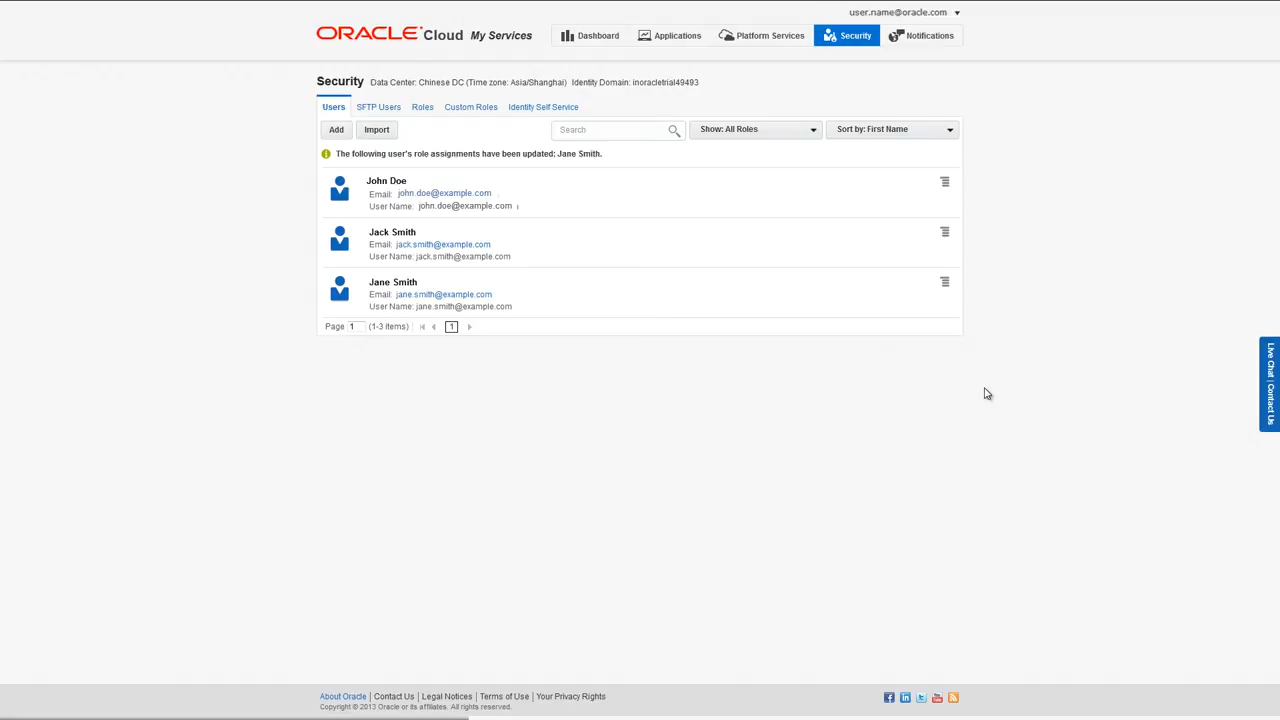 user.name@oracle.com
ORACLE Cloud My Services
Dashboard Applications Platform Services Security Notifications
Security Data Center: Chinese DC (Time zone: Asia/Shanghai) Identity Domain: inoracletrial49493
Users SFTP Users Roles Custom Roles Identity Self Service
Add Import Search Show: All Roles Sort by: First Name
The following user's role assignments have been updated: Jane Smith.
John Doe
Email: john.doe@example.com
User Name: john.doe@example.com
Jack Smith
Email: jack.smith@example.com
User Name: jack.smith@example.com
Jane Smith
Email: jane.smith@example.com
User Name: jane.smith@example.com
Page 1 (1-3 items) 1
Live Chat | Contact Us
About Oracle | Contact Us | Legal Notices | Terms of Use | Your Privacy Rights
Copyright © 2013 Oracle or its affiliates. All rights reserved.